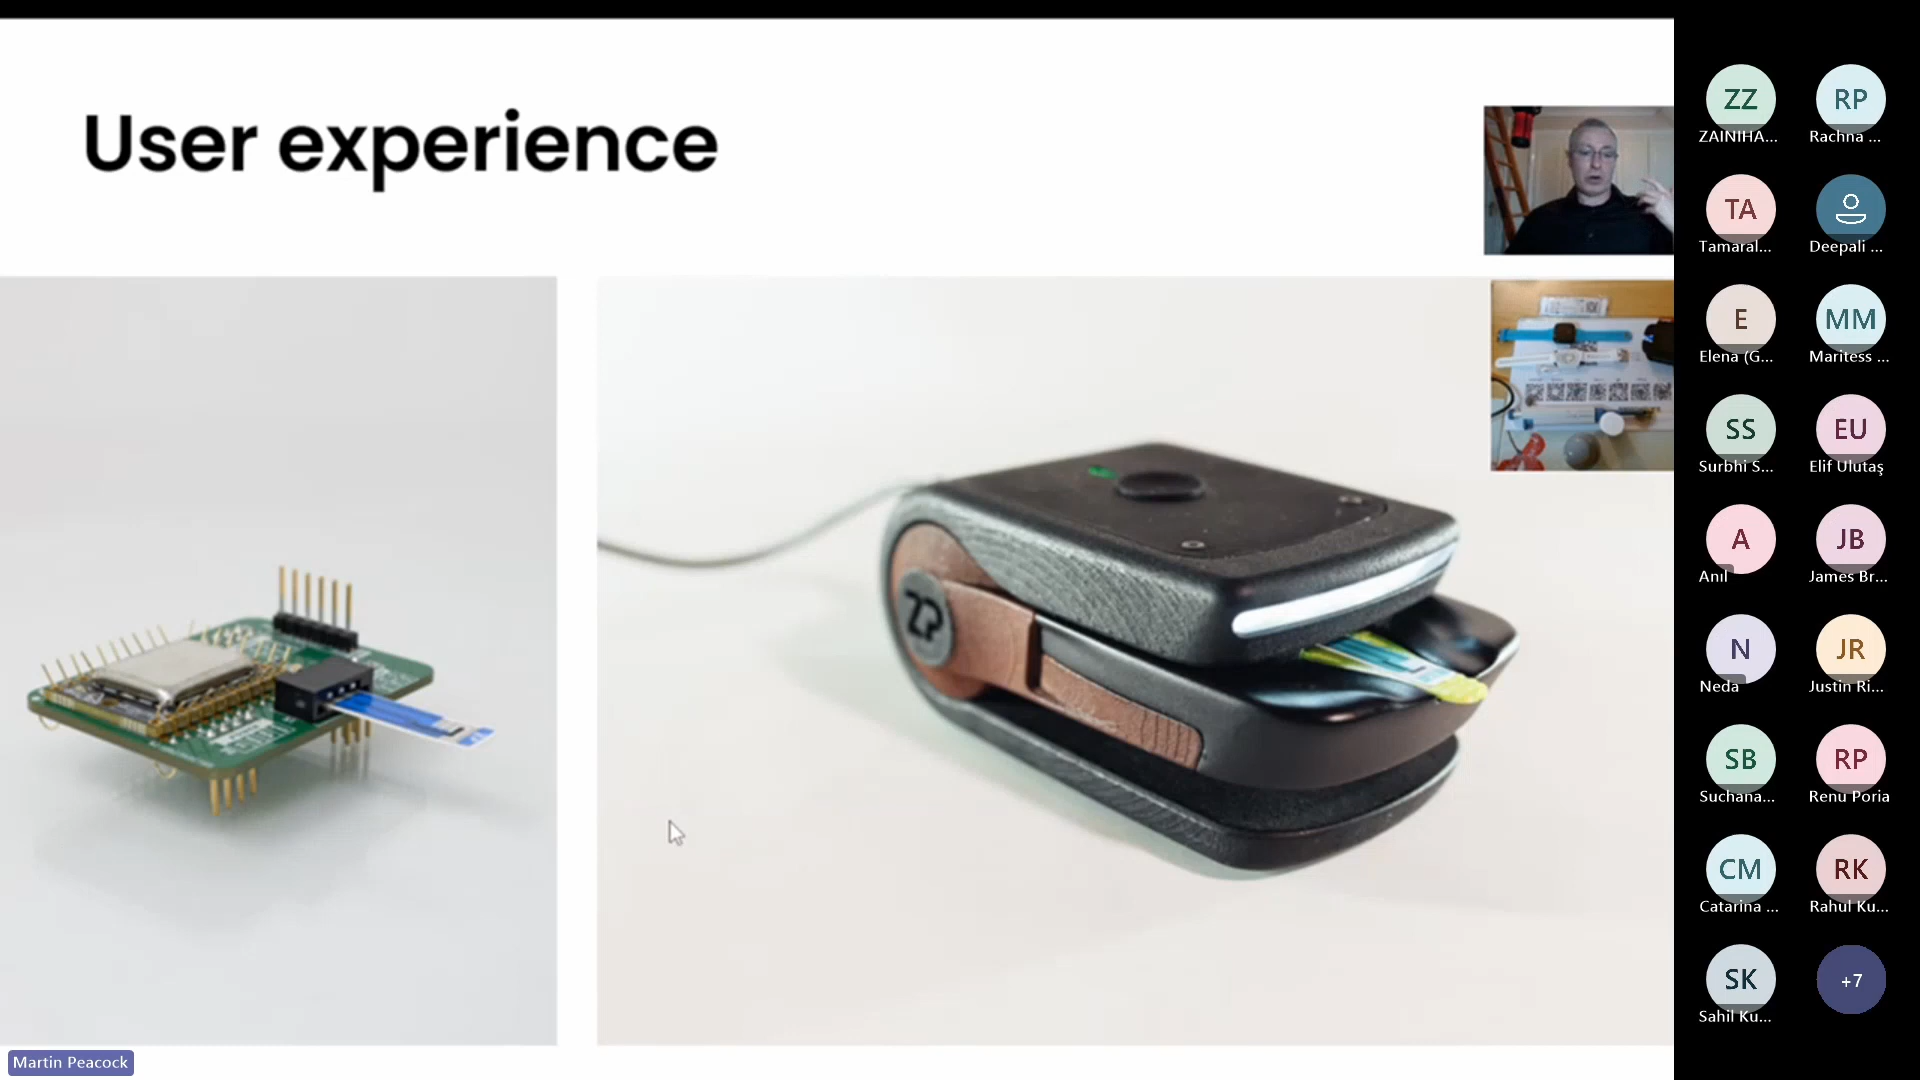 User experience
ZP
Martin Peacock
ZZ
ZAINIHA...
RP
Rachna ...
TA
Tamaral...
Deepali ...
E
Elena (G...
MM
Maritess ...
SS
Surbhi S...
EU
Elif Ulutaş
A
Anıl
JB
James Br...
N
Neda
JR
Justin Ri...
SB
Suchana...
RP
Renu Poria
CM
Catarina ...
RK
Rahul Ku...
SK
Sahil Ku...
+7